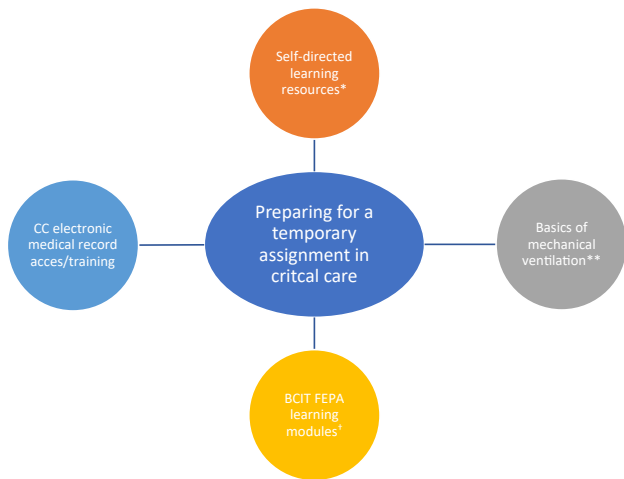 Self-directed
learning
resources*
CC electronic
medical record
acces/training
Preparing for a
temporary
assignment in
critcal care
Basics of
mechanical
ventilation**
BCIT FEPA
learning
modules†